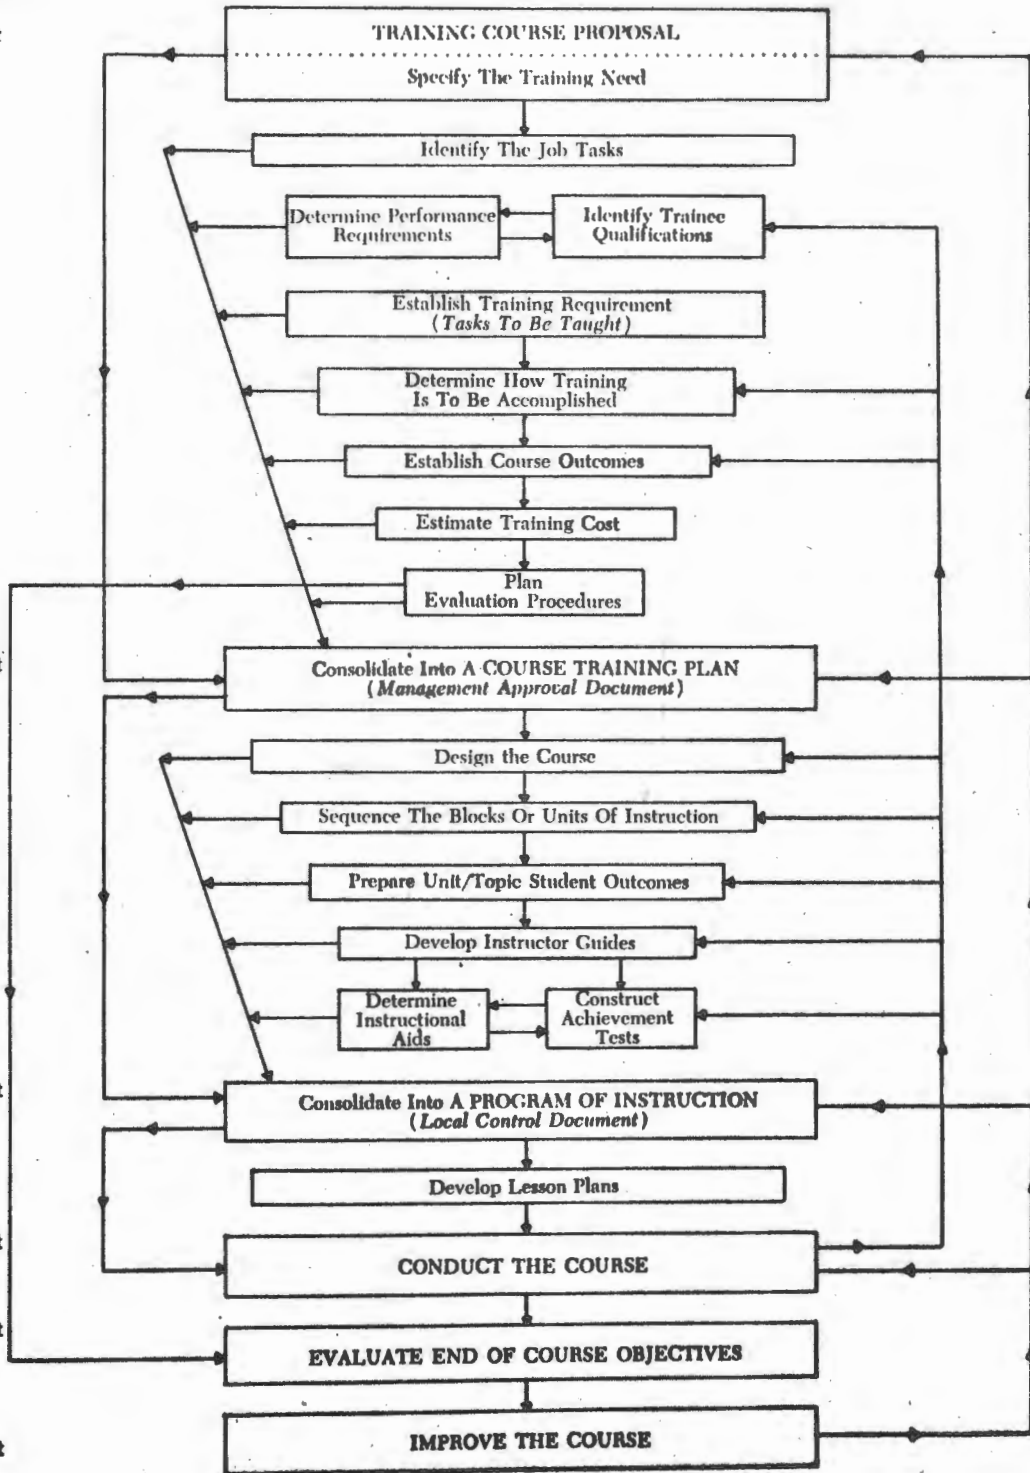 TRAINING COURSE PROPOSAL
Specify The Training Need
Identify The Job Tasks
Determine Performance
Requirements
Identify Trainee
Qualifications
Establish Training Requirement
(Tasks To Be Taught)
Determine How Training
Is To Be Accomplished
Establish Course Outcomes
Estimate Training Cost
Plan
Evaluation Procedures
Consolidate Into A COURSE TRAINING PLAN
(Management Approval Document)
Design the Course
Sequence The Blocks Or Units Of Instruction
Prepare Unit/Topic Student Outcomes
Develop Instructor Guides
Determine
Instructional
Aids
Construct
Achievement
Tests
Consolidate Into A PROGRAM OF INSTRUCTION
(Local Control Document)
Develop Lesson Plans
CONDUCT THE COURSE
EVALUATE END OF COURSE OBJECTIVES
IMPROVE THE COURSE